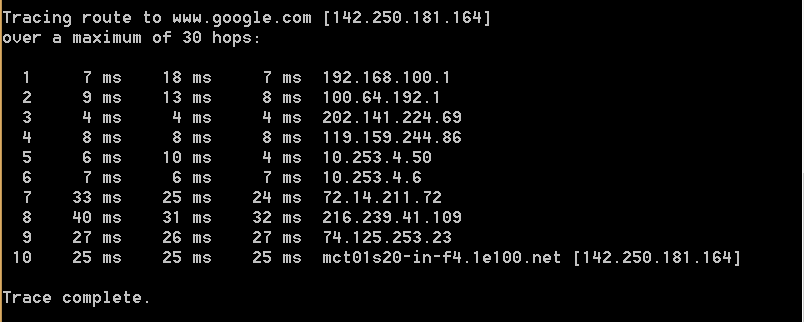 Tracing route to www.google.com [142.250.181.164]
over a maximum of 30 hops:
1 7 ms 18 ms 7 ms 192.168.100.1
2 9 ms 13 ms 8 ms 100.64.192.1
3 4 ms 4 ms 4 ms 202.141.224.69
4 8 ms 8 ms 8 ms 119.159.244.86
5 6 ms 10 ms 4 ms 10.253.4.50
6 7 ms 6 ms 7 ms 10.253.4.6
7 33 ms 25 ms 24 ms 72.14.211.72
8 40 ms 31 ms 32 ms 216.239.41.109
9 27 ms 26 ms 27 ms 74.125.253.23
10 25 ms 25 ms 25 ms mct01s20-in-f4.1e100.net [142.250.181.164]
Trace complete.